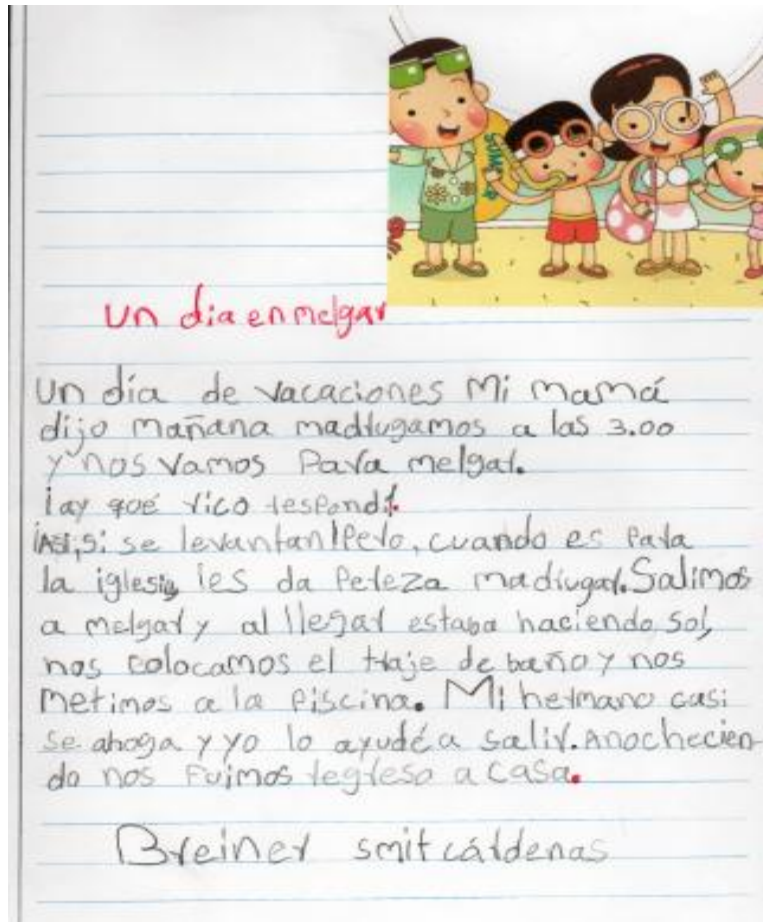 un dia en melgar
Un día de vacaciones Mi mamá
dijo mañana madrugamos a las 3.00
y nos vamos Para melgar.
¡ay qué rico respondí.
¡Así, si se levantan! Pero, cuando es para
la iglesia les da Pereza madrugar. Salimos
a melgar y al llegar estaba haciendo sol,
nos colocamos el traje de baño y nos
metimos a la Piscina. Mi hermano casi
se ahoga y yo lo ayudé a salir. Anochecien-
do nos Fuimos regreso a casa.
Breiner smit cárdenas